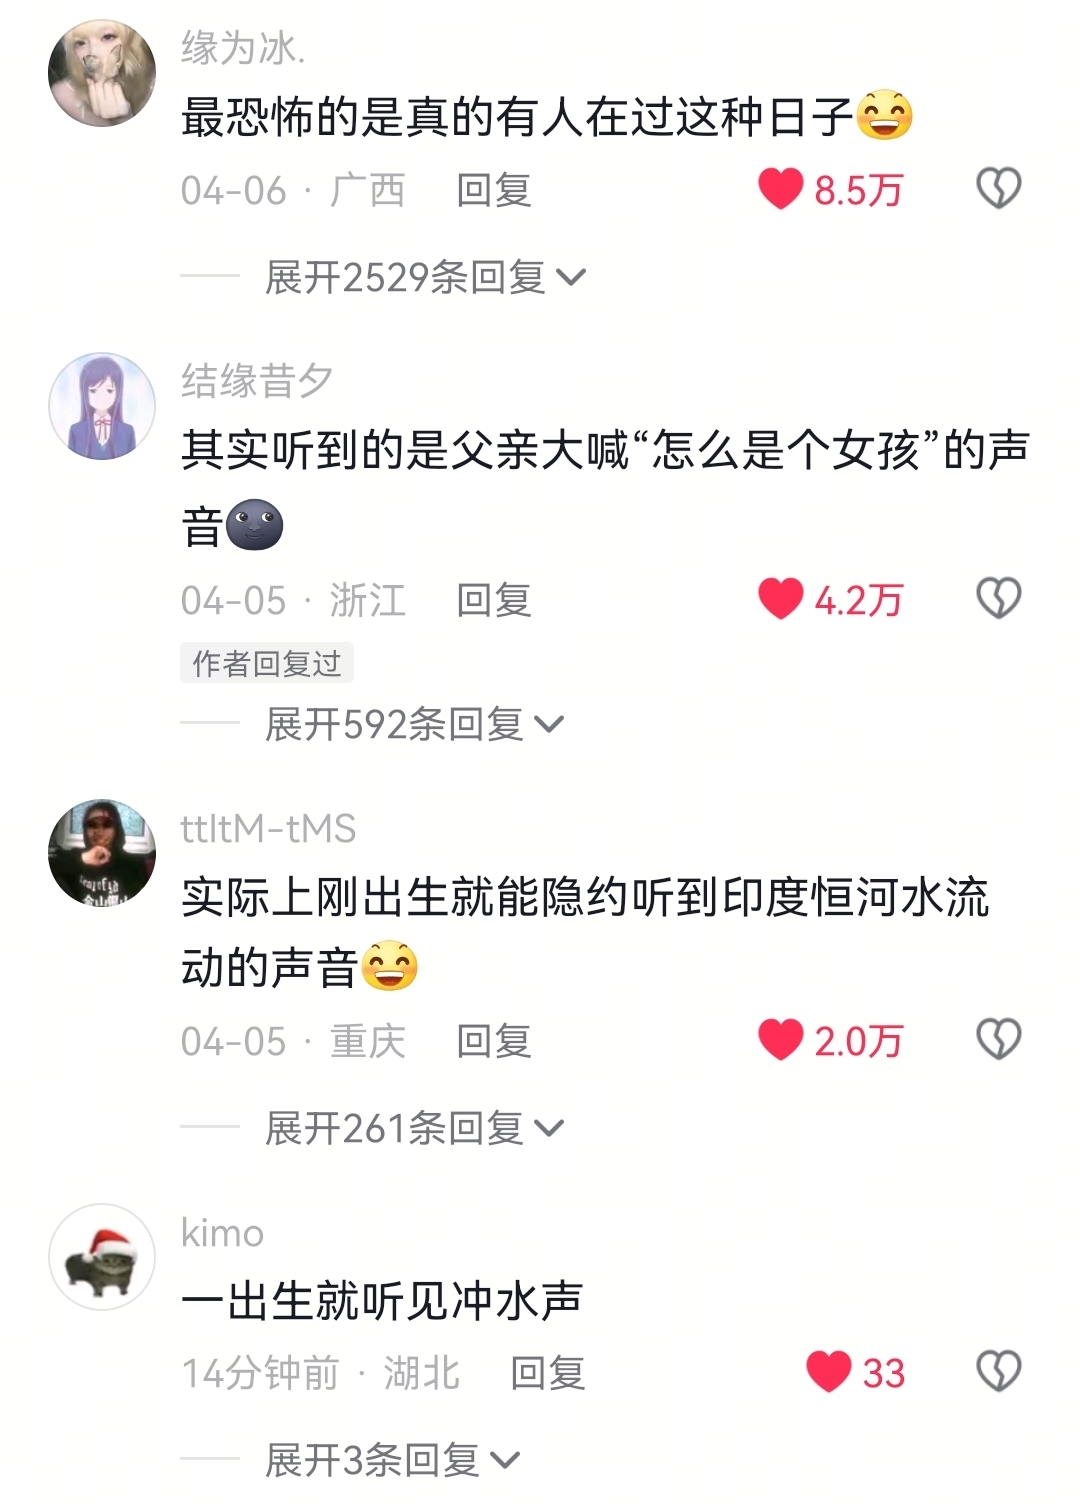 缘为冰.
最恐怖的是真的有人在过这种日子😄
04-06 · 广西 回复 8.5万
展开2529条回复
结缘昔夕
其实听到的是父亲大喊“怎么是个女孩”的声
音🌚
04-05 · 浙江 回复 4.2万
作者回复过
展开592条回复
ttltM-tMS
实际上刚出生就能隐约听到印度恒河水流
动的声音😄
04-05 · 重庆 回复 2.0万
展开261条回复
kimo
一出生就听见冲水声
14分钟前 · 湖北 回复 33
展开3条回复